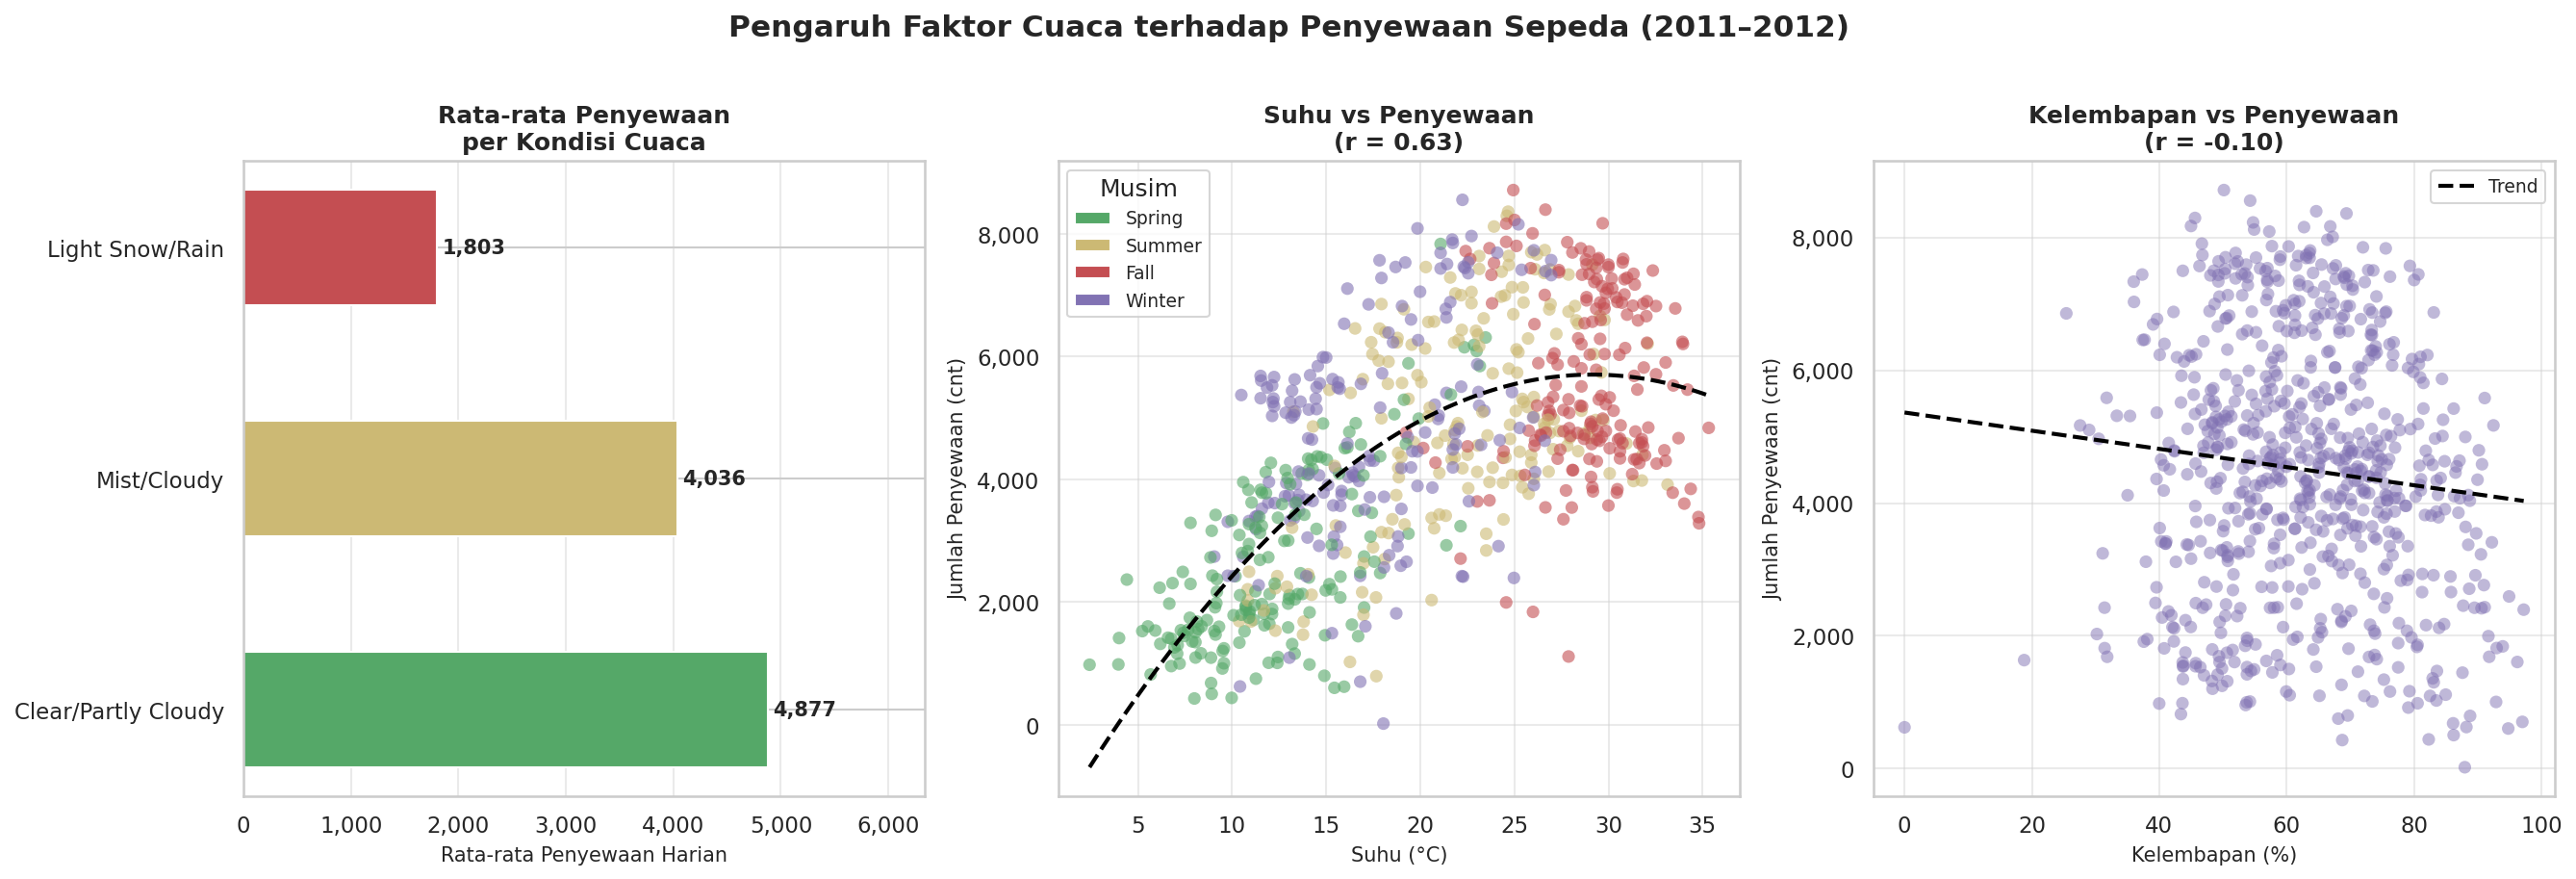 Pengaruh Faktor Cuaca terhadap Penyewaan Sepeda (2011–2012)
Rata-rata Penyewaan
per Kondisi Cuaca
Light Snow/Rain
1,803
Mist/Cloudy
4,036
Clear/Partly Cloudy
4,877
0 1,000 2,000 3,000 4,000 5,000 6,000
Rata-rata Penyewaan Harian
Suhu vs Penyewaan
(r = 0.63)
Musim
Spring
Summer
Fall
Winter
Jumlah Penyewaan (cnt)
8,000
6,000
4,000
2,000
0
5 10 15 20 25 30 35
Suhu (°C)
Kelembapan vs Penyewaan
(r = -0.10)
Trend
Jumlah Penyewaan (cnt)
8,000
6,000
4,000
2,000
0
0 20 40 60 80 100
Kelembapan (%)